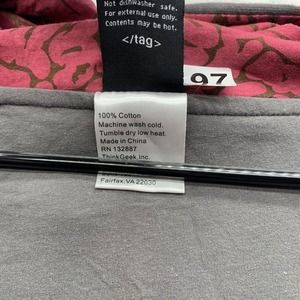 Not dishwasher safe.
For external use only.
Contents may be hot.
</tag>
97
100% Cotton
Machine wash cold.
Tumble dry low heat.
Made in China
RN 132887
ThinkGeek, Inc.
Fairfax, VA 22030